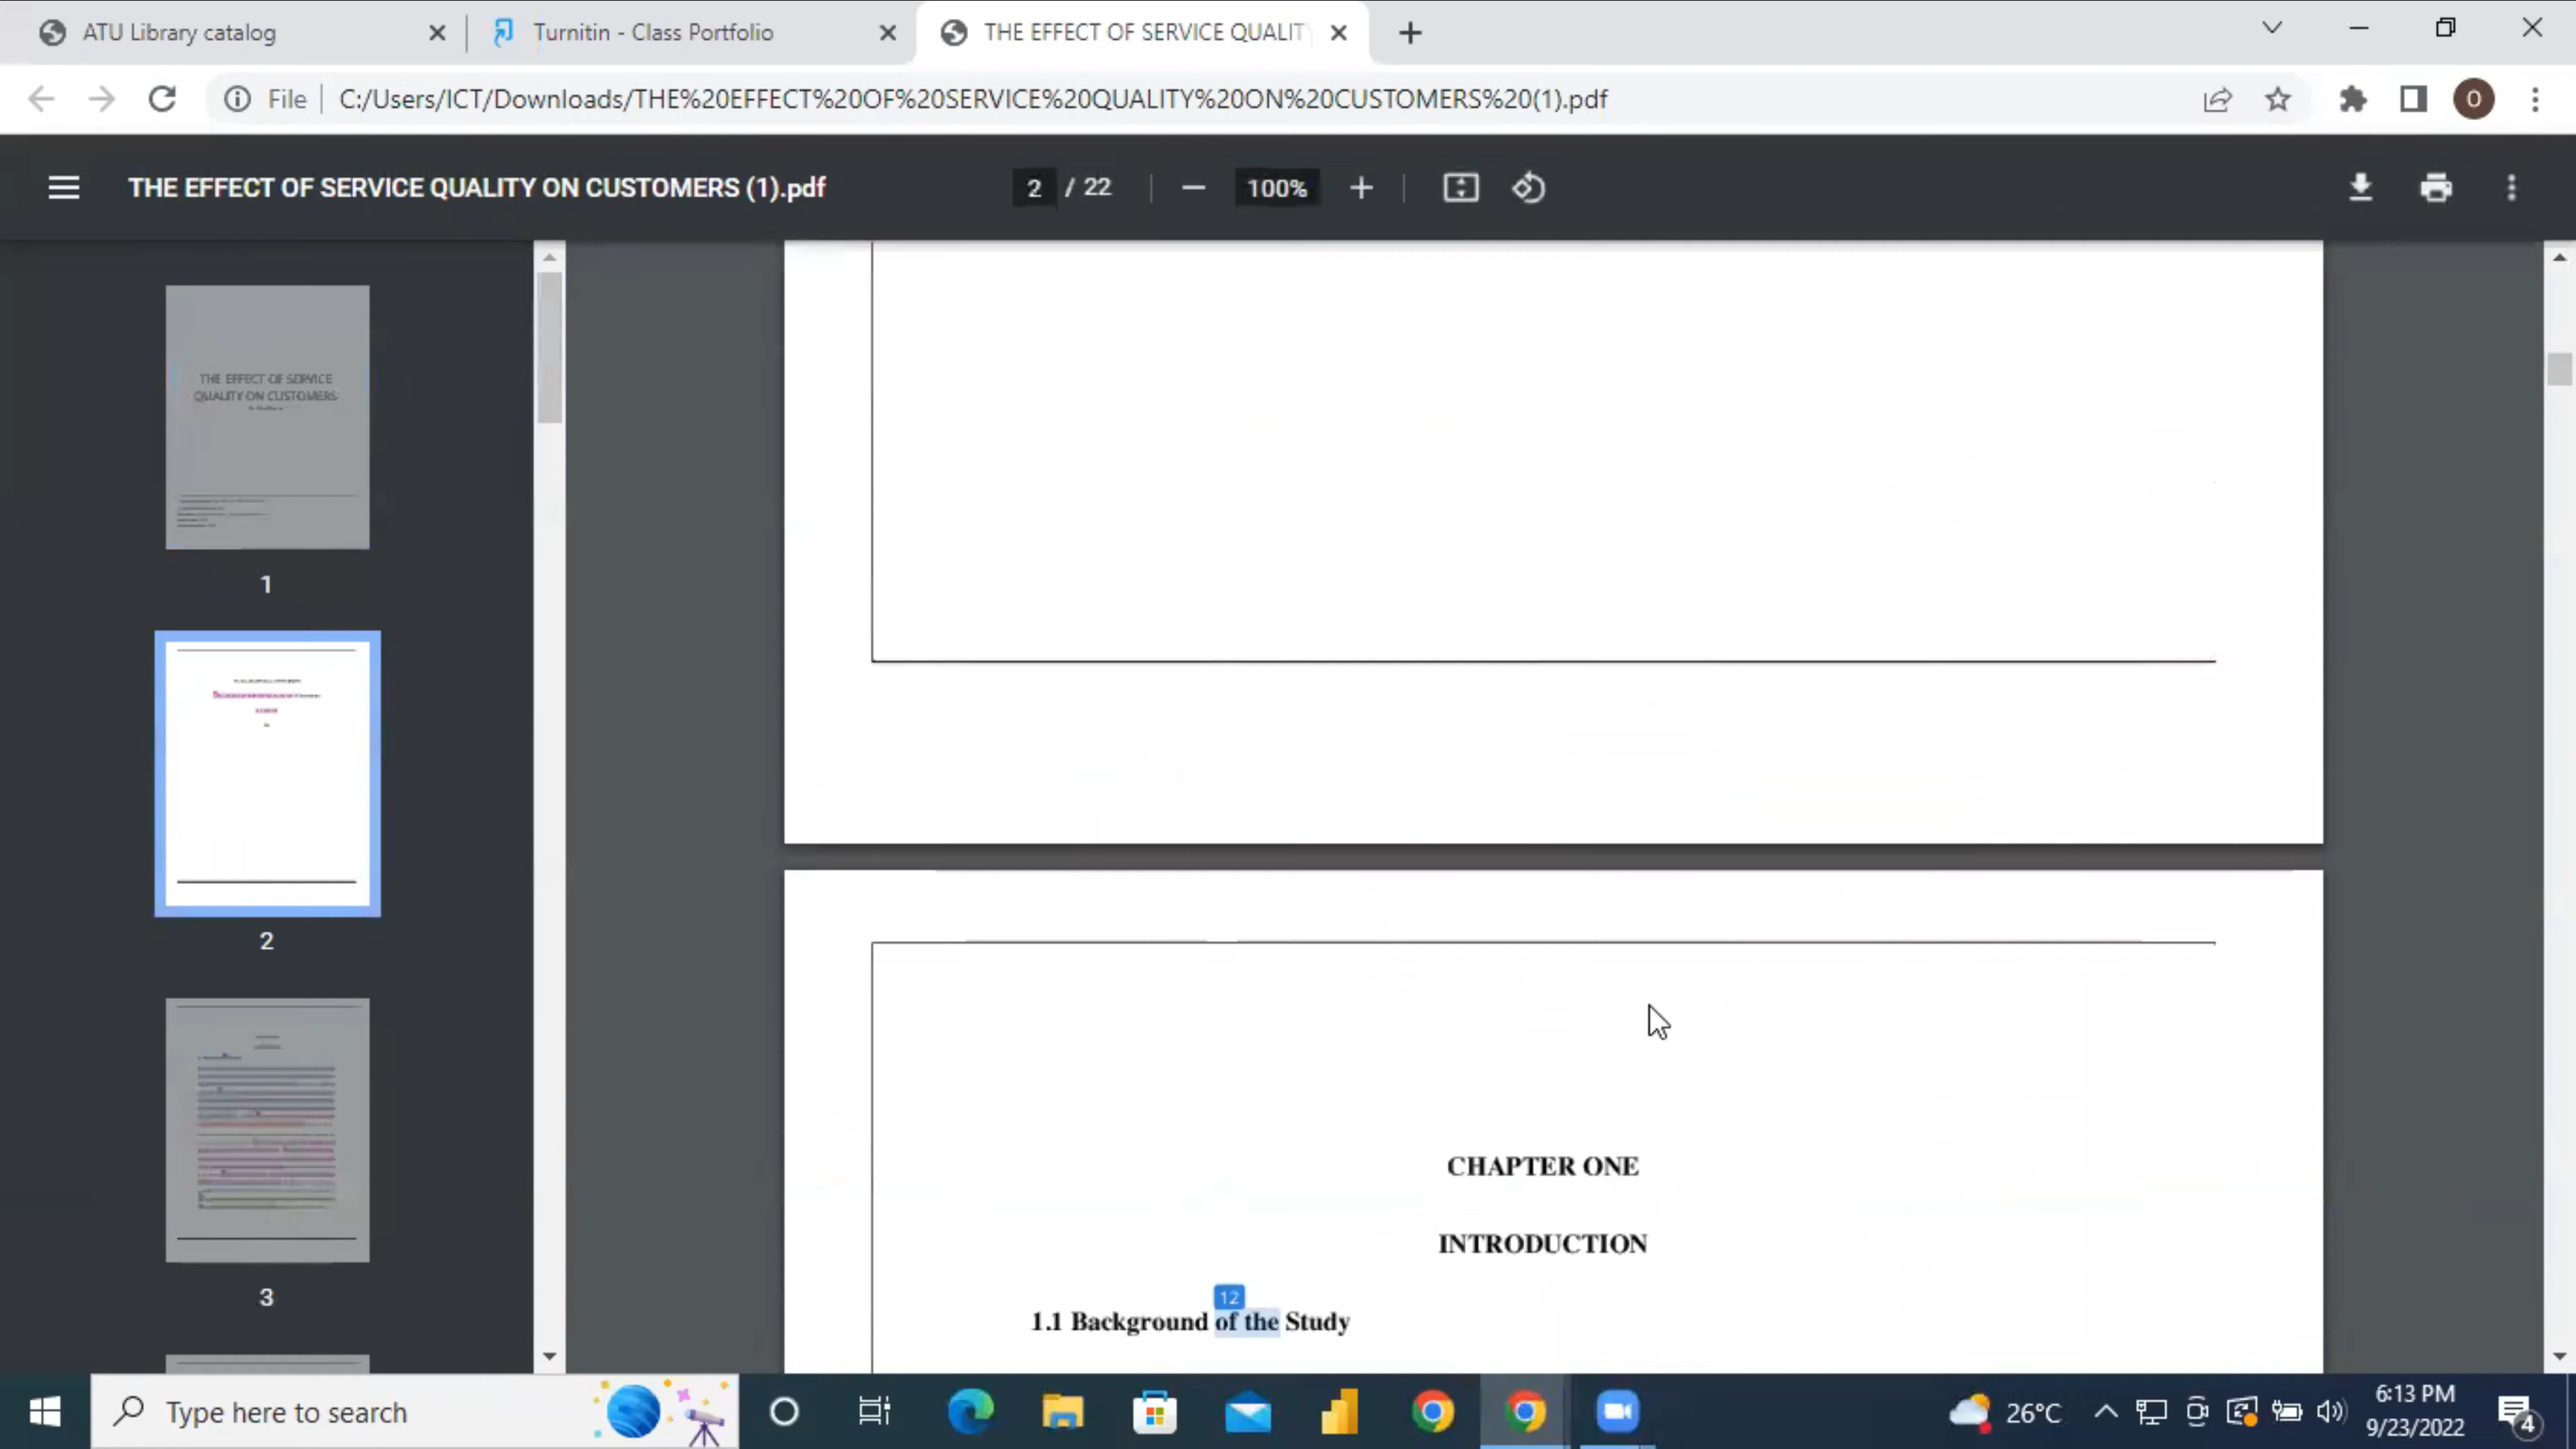 ATU Library catalog
Turnitin - Class Portfolio
THE EFFECT OF SERVICE QUALIT
File
C:/Users/ICT/Downloads/THE%20EFFECT%20OF%20SERVICE%20QUALITY%20ON%20CUSTOMERS%20(1).pdf
O
THE EFFECT OF SERVICE QUALITY ON CUSTOMERS (1).pdf
2 / 22
100%
THE EFFECT OF SERVICE
QUALITY ON CUSTOMERS
1
2
3
CHAPTER ONE
INTRODUCTION
12
1.1 Background of the Study
Type here to search
26°C
6:13 PM
9/23/2022
4